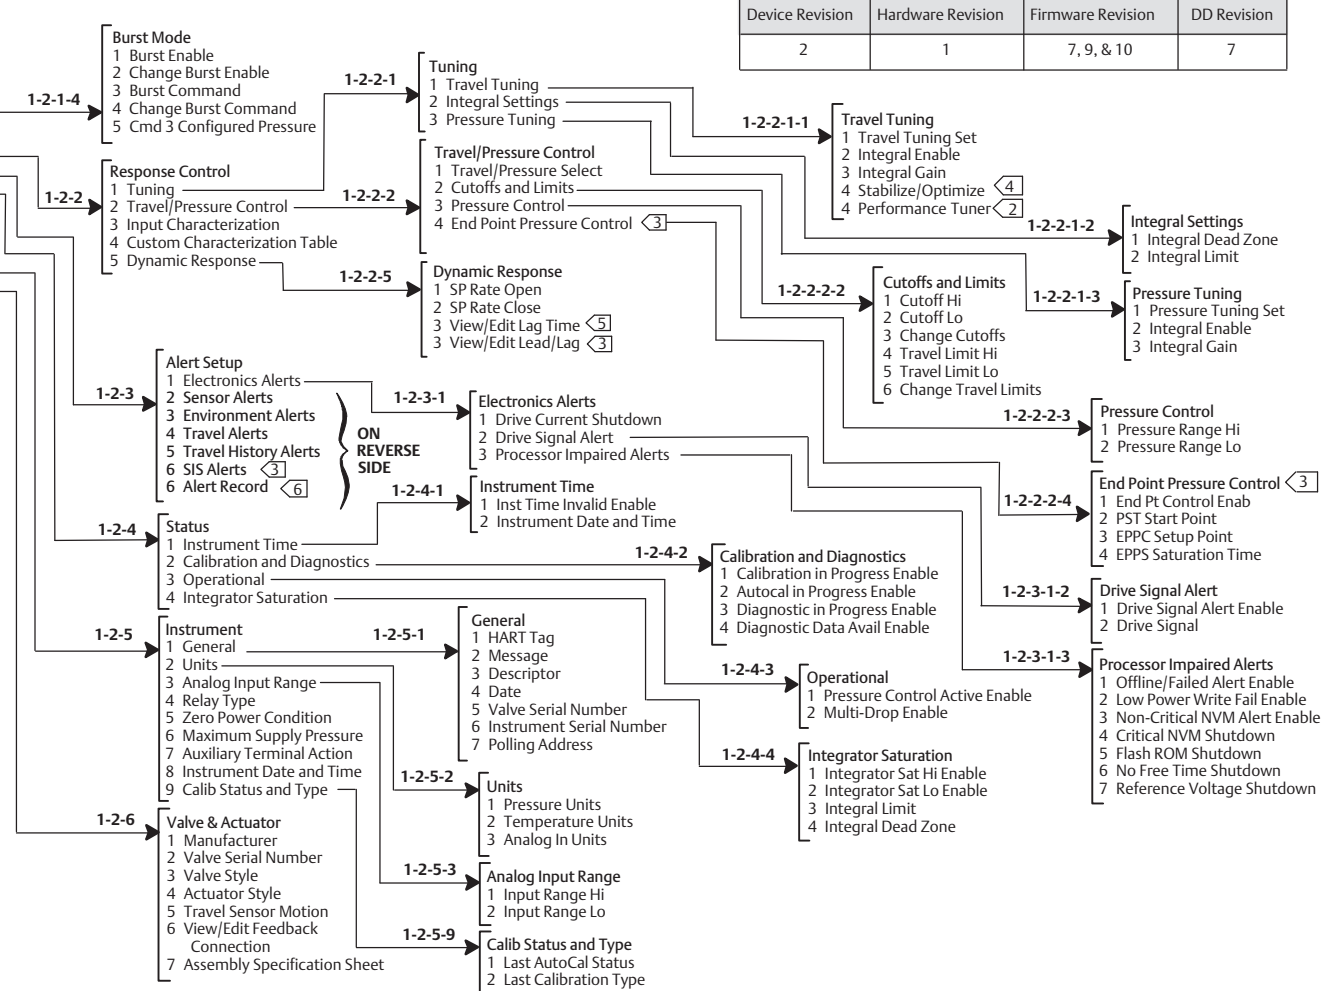 Device Revision Hardware Revision Firmware Revision DD Revision
2 1 7, 9, & 10 7
1-2-1-4
Burst Mode
1 Burst Enable
2 Change Burst Enable
3 Burst Command
4 Change Burst Command
5 Cmd 3 Configured Pressure
1-2-2
Response Control
1 Tuning
2 Travel/Pressure Control
3 Input Characterization
4 Custom Characterization Table
5 Dynamic Response
1-2-2-1
Tuning
1 Travel Tuning
2 Integral Settings
3 Pressure Tuning
1-2-2-2
Travel/Pressure Control
1 Travel/Pressure Select
2 Cutoffs and Limits
3 Pressure Control
4 End Point Pressure Control 3
1-2-2-5
Dynamic Response
1 SP Rate Open
2 SP Rate Close
3 View/Edit Lag Time 5
3 View/Edit Lead/Lag 3
1-2-2-1-1
Travel Tuning
1 Travel Tuning Set
2 Integral Enable
3 Integral Gain
4 Stabilize/Optimize 4
4 Performance Tuner 2
1-2-2-1-2
Integral Settings
1 Integral Dead Zone
2 Integral Limit
1-2-2-1-3
Pressure Tuning
1 Pressure Tuning Set
2 Integral Enable
3 Integral Gain
1-2-2-2-2
Cutoffs and Limits
1 Cutoff Hi
2 Cutoff Lo
3 Change Cutoffs
4 Travel Limit Hi
5 Travel Limit Lo
6 Change Travel Limits
1-2-2-2-3
Pressure Control
1 Pressure Range Hi
2 Pressure Range Lo
1-2-2-2-4
End Point Pressure Control 3
1 End Pt Control Enab
2 PST Start Point
3 EPPC Setup Point
4 EPPS Saturation Time
1-2-3
Alert Setup
1 Electronics Alerts
2 Sensor Alerts
3 Environment Alerts
4 Travel Alerts
5 Travel History Alerts
6 SIS Alerts 3
6 Alert Record 6
ON
REVERSE
SIDE
1-2-3-1
Electronics Alerts
1 Drive Current Shutdown
2 Drive Signal Alert
3 Processor Impaired Alerts
1-2-3-1-2
Drive Signal Alert
1 Drive Signal Alert Enable
2 Drive Signal
1-2-3-1-3
Processor Impaired Alerts
1 Offline/Failed Alert Enable
2 Low Power Write Fail Enable
3 Non-Critical NVM Alert Enable
4 Critical NVM Shutdown
5 Flash ROM Shutdown
6 No Free Time Shutdown
7 Reference Voltage Shutdown
1-2-4
Status
1 Instrument Time
2 Calibration and Diagnostics
3 Operational
4 Integrator Saturation
1-2-4-1
Instrument Time
1 Inst Time Invalid Enable
2 Instrument Date and Time
1-2-4-2
Calibration and Diagnostics
1 Calibration in Progress Enable
2 Autocal in Progress Enable
3 Diagnostic in Progress Enable
4 Diagnostic Data Avail Enable
1-2-4-3
Operational
1 Pressure Control Active Enable
2 Multi-Drop Enable
1-2-4-4
Integrator Saturation
1 Integrator Sat Hi Enable
2 Integrator Sat Lo Enable
3 Integral Limit
4 Integral Dead Zone
1-2-5
Instrument
1 General
2 Units
3 Analog Input Range
4 Relay Type
5 Zero Power Condition
6 Maximum Supply Pressure
7 Auxiliary Terminal Action
8 Instrument Date and Time
9 Calib Status and Type
1-2-5-1
General
1 HART Tag
2 Message
3 Descriptor
4 Date
5 Valve Serial Number
6 Instrument Serial Number
7 Polling Address
1-2-5-2
Units
1 Pressure Units
2 Temperature Units
3 Analog In Units
1-2-5-3
Analog Input Range
1 Input Range Hi
2 Input Range Lo
1-2-5-9
Calib Status and Type
1 Last AutoCal Status
2 Last Calibration Type
1-2-6
Valve & Actuator
1 Manufacturer
2 Valve Serial Number
3 Valve Style
4 Actuator Style
5 Travel Sensor Motion
6 View/Edit Feedback
Connection
7 Assembly Specification Sheet